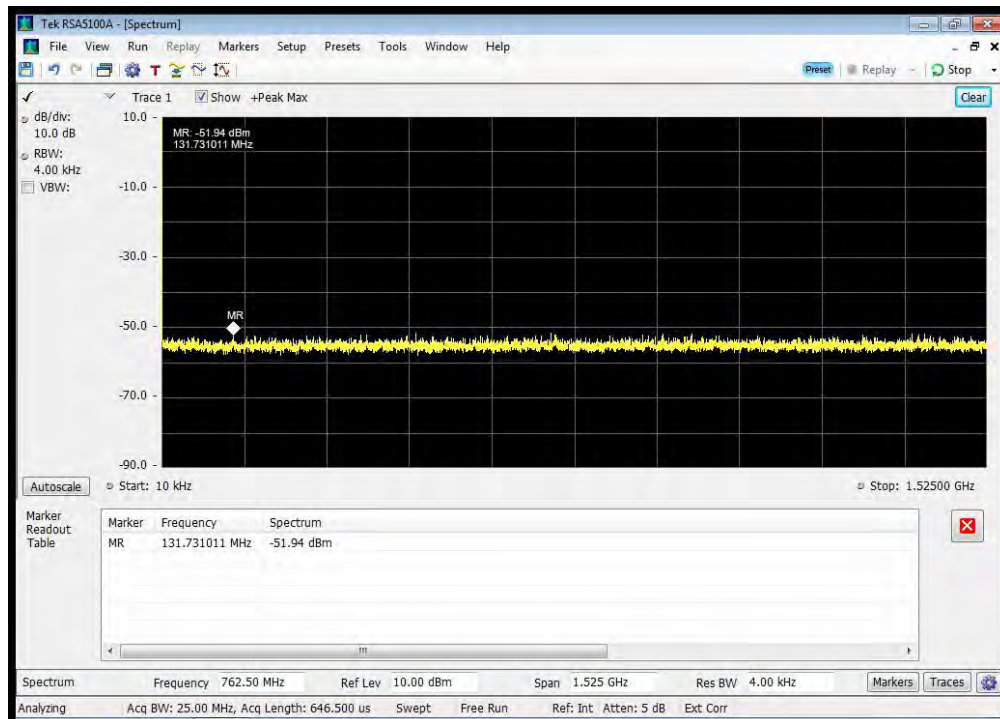 Tek RSA5100A - [Spectrum]
File View Run Replay Markers Setup Presets Tools Window Help
Preset Replay Stop
Trace 1 Show +Peak Max Clear
dB/div:
10.0 dB
RBW:
4.00 kHz
VBW:
10.0
MR: -51.94 dBm
131.731011 MHz
-10.0
-30.0
MR
-50.0
-70.0
-90.0
Autoscale Start: 10 kHz Stop: 1.52500 GHz
Marker
Readout
Table
Marker Frequency Spectrum
MR 131.731011 MHz -51.94 dBm
Spectrum Frequency 762.50 MHz Ref Lev 10.00 dBm Span 1.525 GHz Res BW 4.00 kHz Markers Traces
Analyzing Acq BW: 25.00 MHz, Acq Length: 646.500 us Swept Free Run Ref: Int Atten: 5 dB Ext Corr